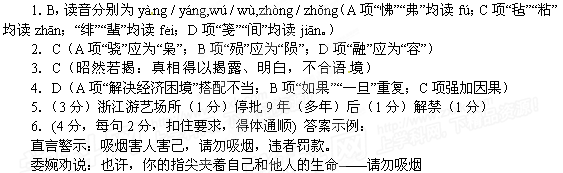 1. B,读音分别为 yàng / yáng,wú / wù,zhòng / zhǒng(A 项“怫”“弗”均读 fú; C 项“毡”“粘”
均读 zhān; “绯”“蜚”均读 fei; D 项“笺”“间”均读 jiān。)
2. C(A 项“骁”应为“枭”; B 项“殒”应为“陨”; D 项“融”应为“容”)
3. C(昭然若揭: 真相得以揭露、明白, 不合语境)
4. D(A 项“解决经济困境”搭配不当; B 项“如果”“一旦”重复; C 项强加因果)
5. (3 分) 浙江游艺场所(1 分)停批 9 年(多年)后(1 分)解禁(1 分)
6. (4 分, 每句 2 分, 扣住要求, 得体通顺) 答案示例:
直言警示: 吸烟害人害己, 请勿吸烟, 违者罚款。
委婉劝说: 也许, 你的指尖夹着自己和他人的生命——请勿吸烟